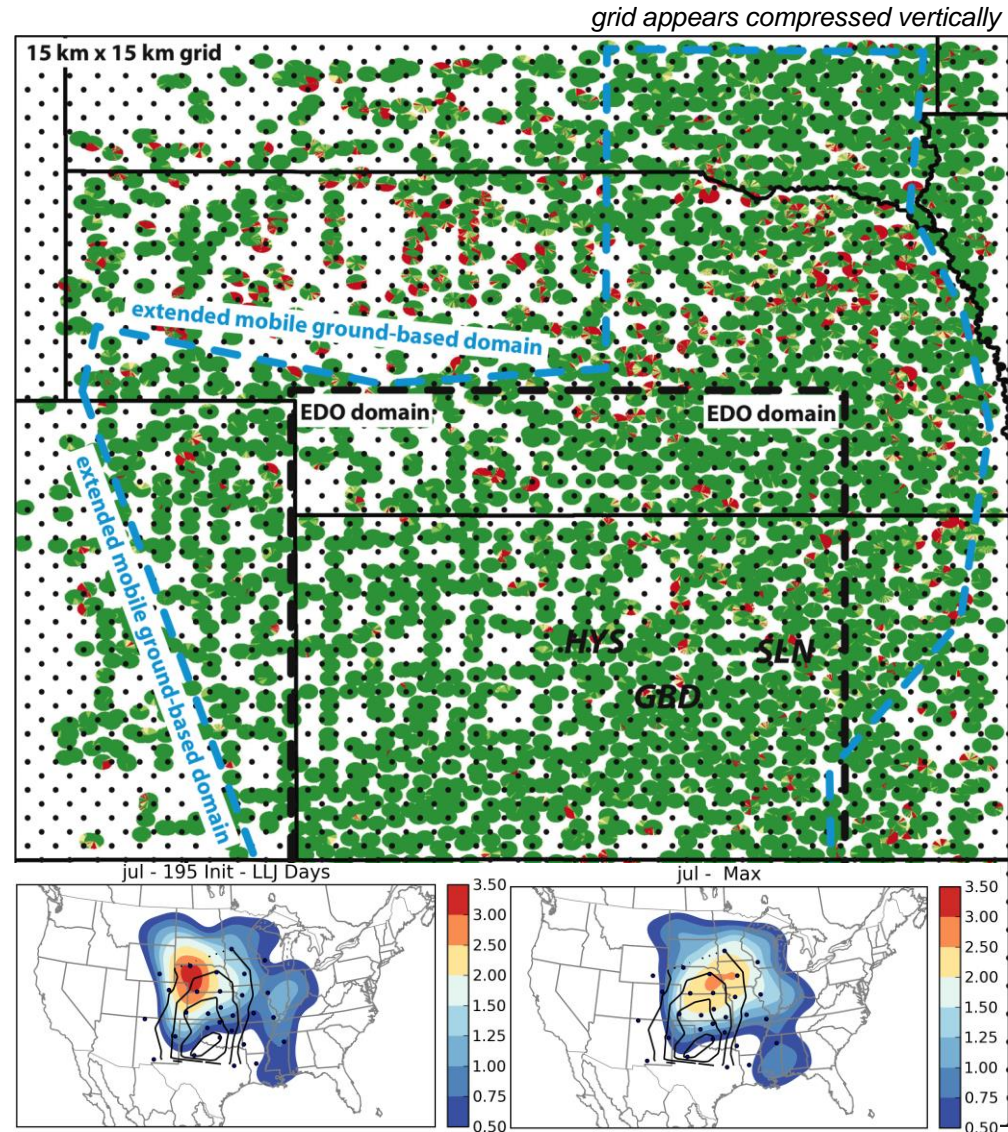 grid appears compressed vertically
15 km x 15 km grid
extended mobile ground-based domain
EDO domain
EDO domain
extended mobile ground-based domain
HYS
SLN
GBD
jul - 195 Init - LLJ Days
3.50
3.00
2.50
2.00
1.50
1.25
1.00
0.75
0.50
jul - Max
3.50
3.00
2.50
2.00
1.50
1.25
1.00
0.75
0.50